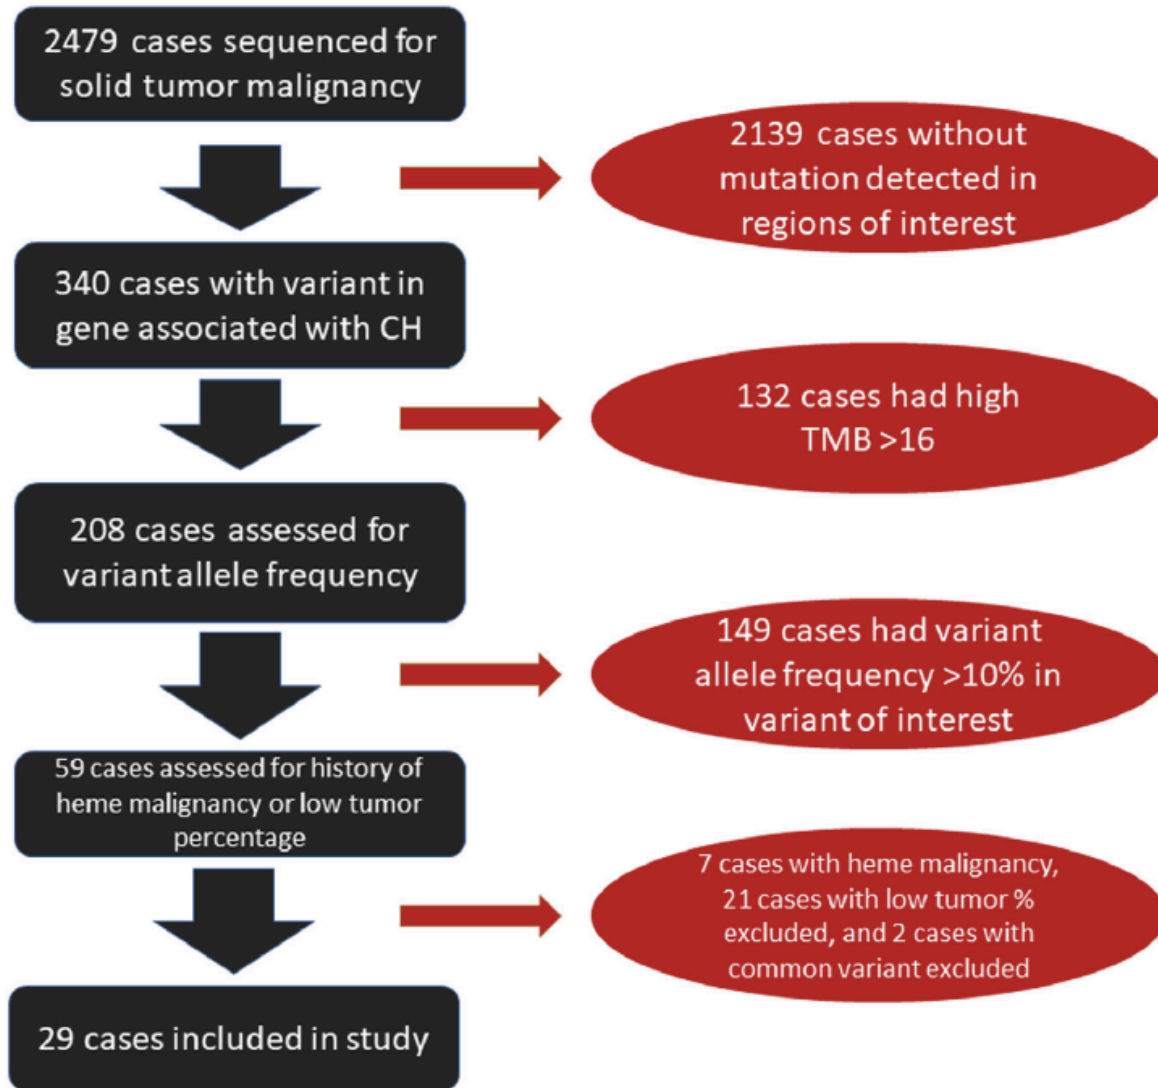 2479 cases sequenced for
solid tumor malignancy
2139 cases without
mutation detected in
regions of interest
340 cases with variant in
gene associated with CH
132 cases had high
TMB >16
208 cases assessed for
variant allele frequency
149 cases had variant
allele frequency >10% in
variant of interest
59 cases assessed for history of
heme malignancy or low tumor
percentage
7 cases with heme malignancy,
21 cases with low tumor %
excluded, and 2 cases with
common variant excluded
29 cases included in study